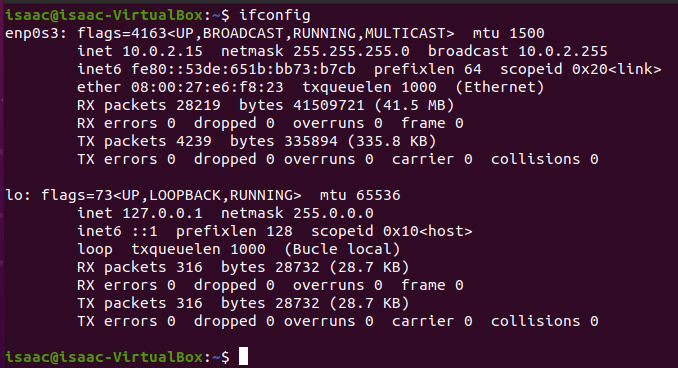 isaac@isaac-VirtualBox:~$ ifconfig
enp0s3: flags=4163<UP,BROADCAST,RUNNING,MULTICAST>  mtu 1500
        inet 10.0.2.15  netmask 255.255.255.0  broadcast 10.0.2.255
        inet6 fe80::53de:651b:bb73:b7cb  prefixlen 64  scopeid 0x20<link>
        ether 08:00:27:e6:f8:23  txqueuelen 1000  (Ethernet)
        RX packets 28219  bytes 41509721 (41.5 MB)
        RX errors 0  dropped 0  overruns 0  frame 0
        TX packets 4239  bytes 335894 (335.8 KB)
        TX errors 0  dropped 0 overruns 0  carrier 0  collisions 0

lo: flags=73<UP,LOOPBACK,RUNNING>  mtu 65536
        inet 127.0.0.1  netmask 255.0.0.0
        inet6 ::1  prefixlen 128  scopeid 0x10<host>
        loop  txqueuelen 1000  (Bucle local)
        RX packets 316  bytes 28732 (28.7 KB)
        RX errors 0  dropped 0  overruns 0  frame 0
        TX packets 316  bytes 28732 (28.7 KB)
        TX errors 0  dropped 0 overruns 0  carrier 0  collisions 0

isaac@isaac-VirtualBox:~$